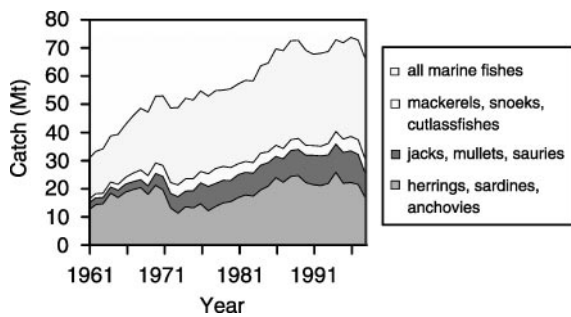 80
70
60
50
40
30
20
10
0
Catch (Mt)
1961 1971 1981 1991
Year
all marine fishes
mackerels, snoeks,
cutlassfishes
jacks, mullets, sauries
herrings, sardines,
anchovies